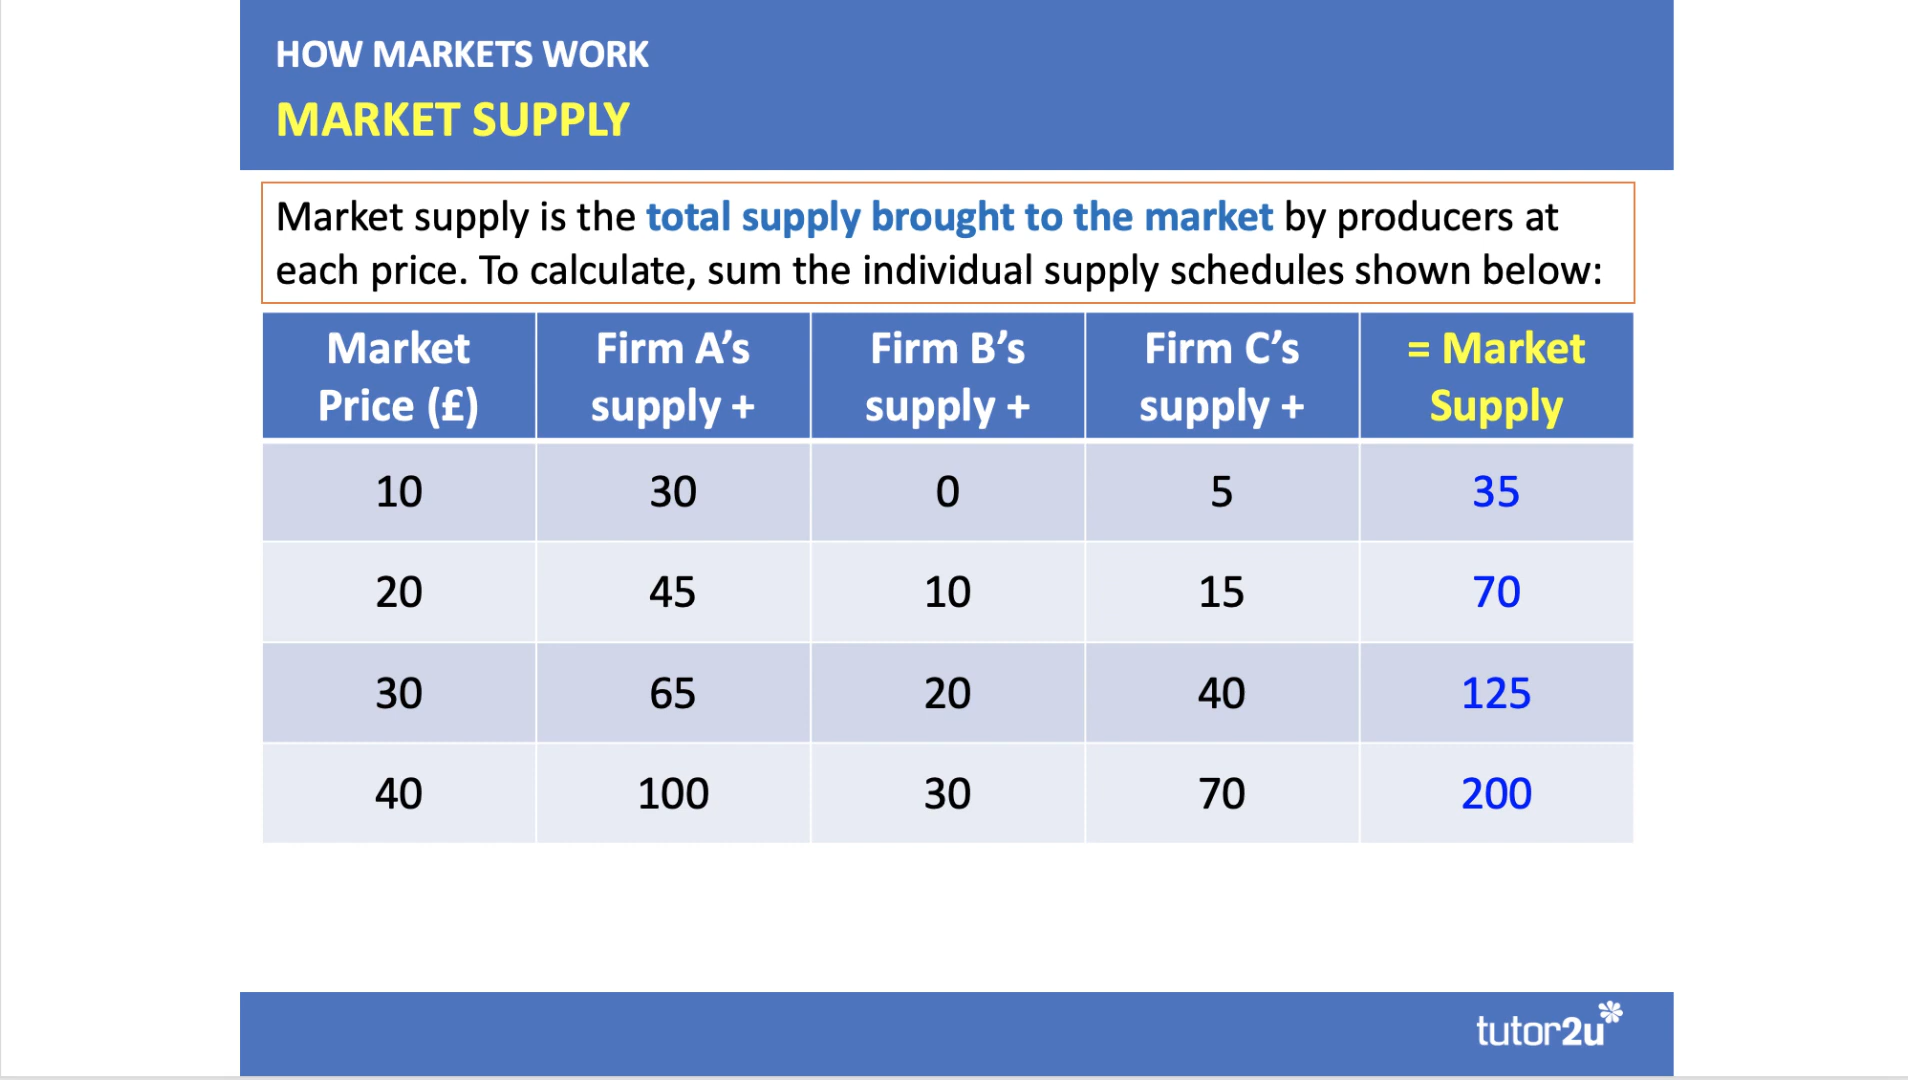 HOW MARKETS WORK
MARKET SUPPLY
Market supply is the total supply brought to the market by producers at
each price. To calculate, sum the individual supply schedules shown below:
Market Price (£) Firm A’s supply + Firm B’s supply + Firm C’s supply + = Market Supply
10 30 0 5 35
20 45 10 15 70
30 65 20 40 125
40 100 30 70 200
tutor2u